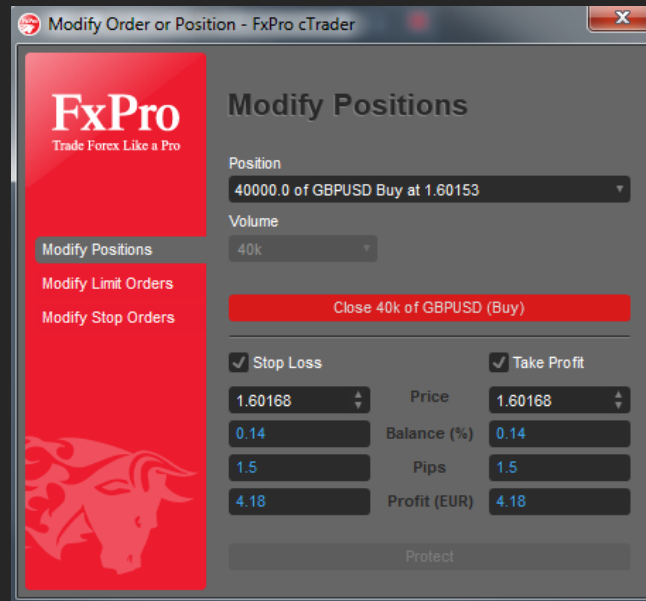 Modify Order or Position - FxPro cTrader
FxPro
Trade Forex Like a Pro
Modify Positions
Modify Limit Orders
Modify Stop Orders
Modify Positions
Position
40000.0 of GBPUSD Buy at 1.60153
Volume
40k
Close 40k of GBPUSD (Buy)
Stop Loss Take Profit
1.60168 Price 1.60168
0.14 Balance (%) 0.14
1.5 Pips 1.5
4.18 Profit (EUR) 4.18
Protect